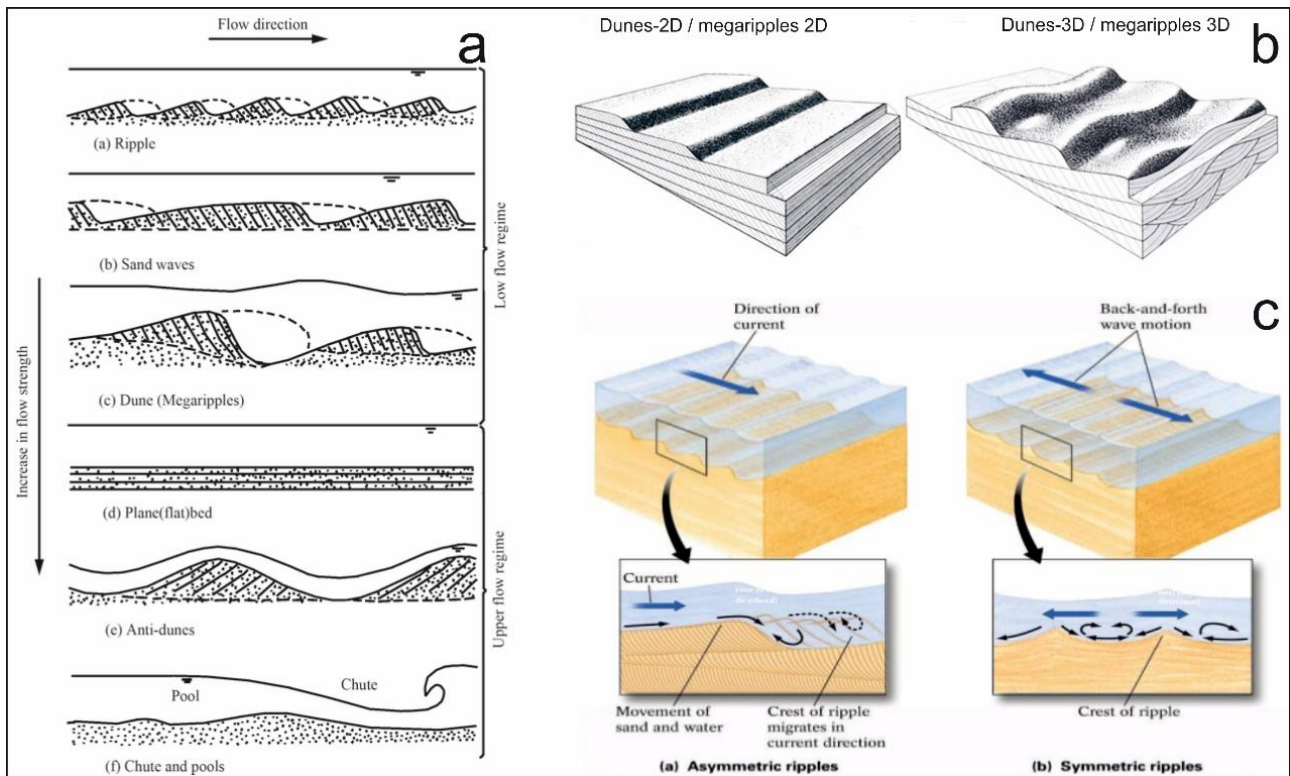 Flow direction
a
(a) Ripple
(b) Sand waves
(c) Dune (Megaripples)
(d) Plane(flat)bed
(e) Anti-dunes
Pool
Chute
(f) Chute and pools
Increase in flow strength
Low flow regime
Upper flow regime
Dunes-2D / megaripples 2D
Dunes-3D / megaripples 3D
b
c
Direction of
current
Current
Movement of
sand and water
Crest of ripple
migrates in
current direction
(a) Asymmetric ripples
Back-and-forth
wave motion
Crest of ripple
(b) Symmetric ripples